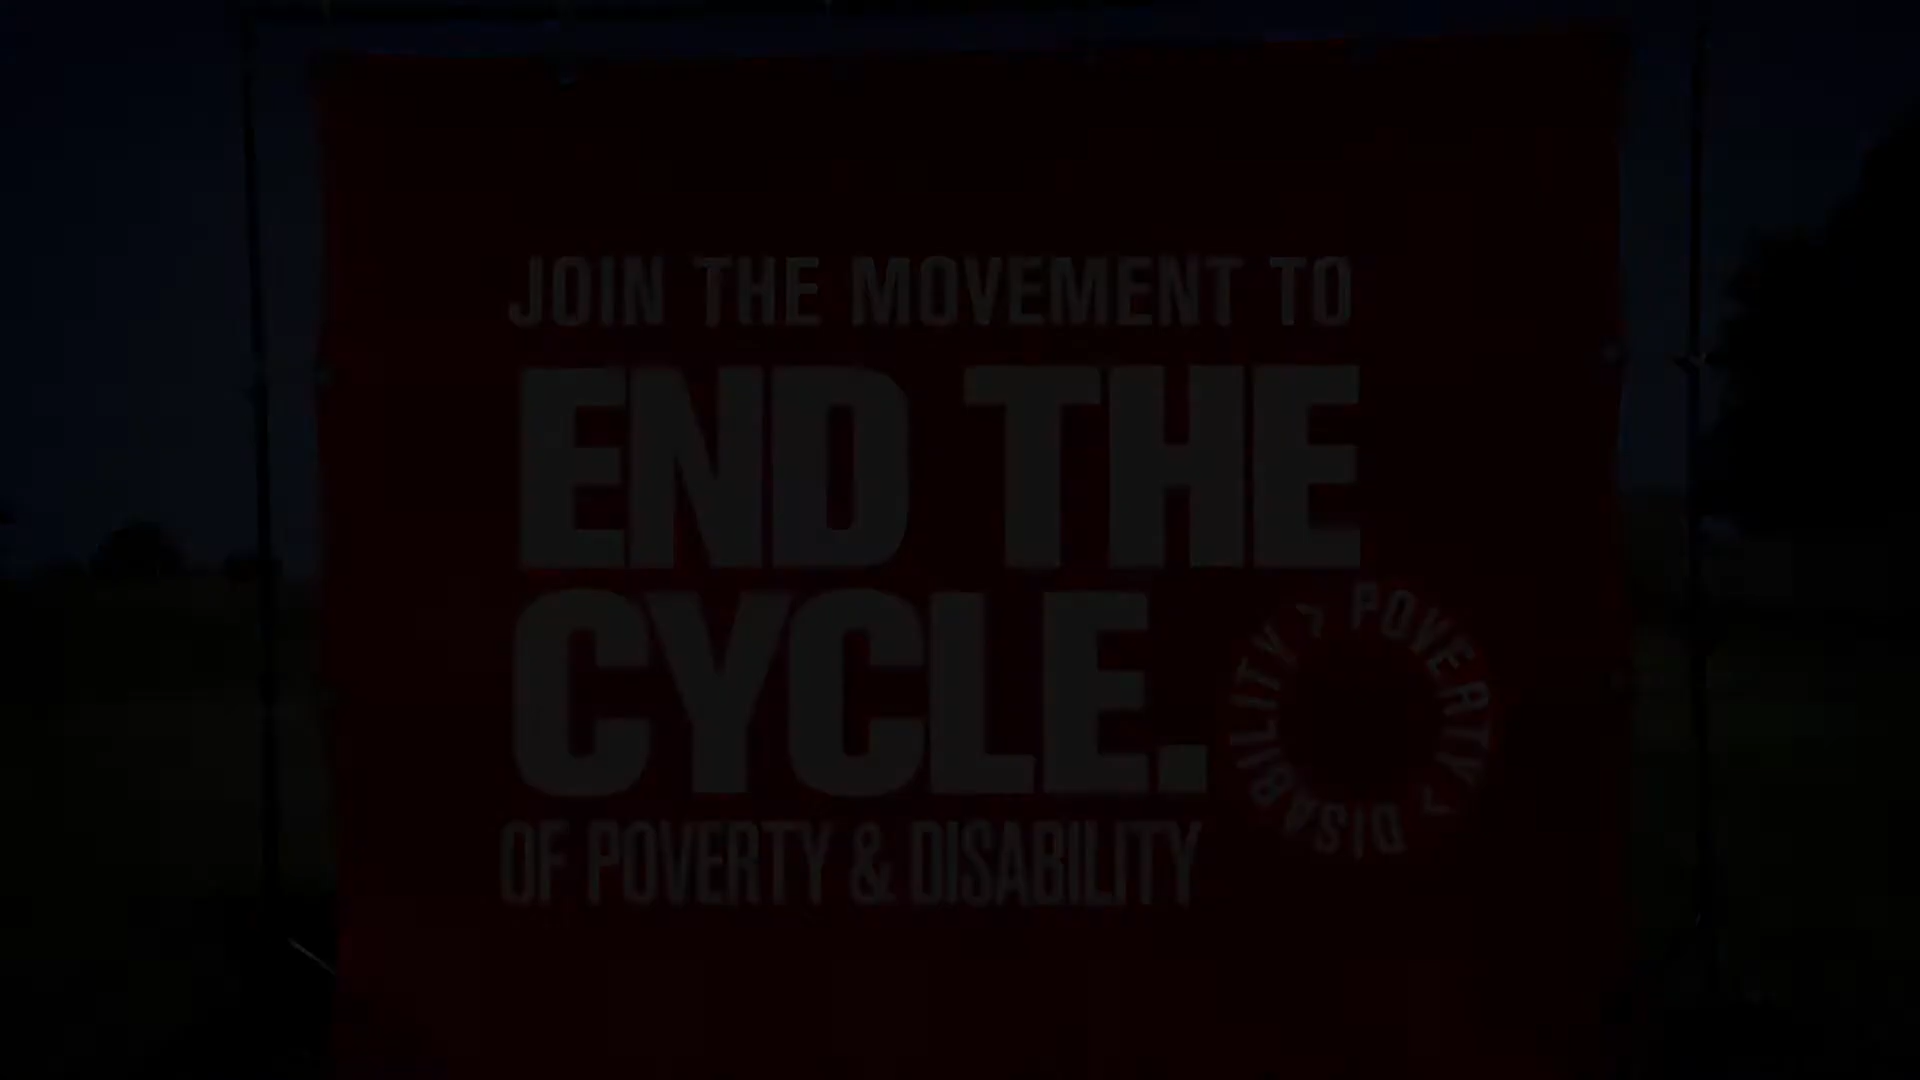 JOIN THE MOVEMENT TO
END THE
CYCLE.
OF POVERTY & DISABILITY
POVERTY > DISABILITY >